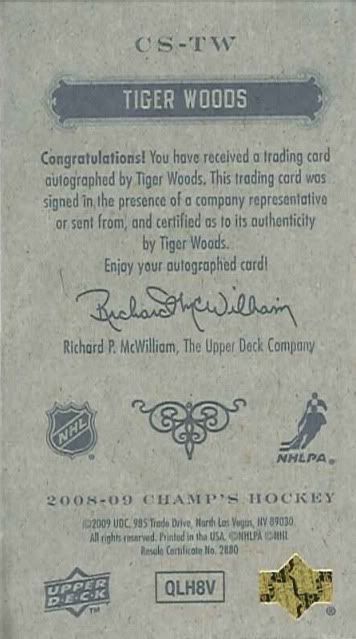 CS-TW
TIGER WOODS
Congratulations! You have received a trading card
autographed by Tiger Woods. This trading card was
signed in the presence of a company representative
or sent from, and certified as to its authenticity
by Tiger Woods.
Enjoy your autographed card!
Richard McWilliam
Richard P. McWilliam, The Upper Deck Company
NHL
NHLPA®
2008-09 CHAMP'S HOCKEY
©2009 UDC, 985 Trade Drive, North Las Vegas, NV 89030.
All rights reserved. Printed in the USA. ©NHLPA ©NHL
Resale Certificate No. 2880
UPPER
DECK™
QLH8V